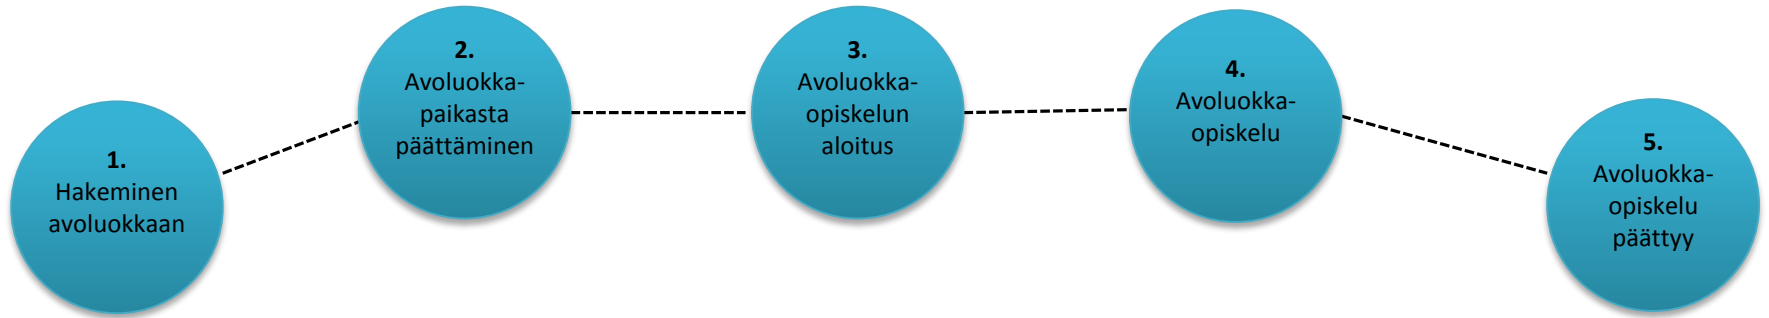 1.
Hakeminen
avoluokkaan
2.
Avoluokka-
paikasta
päättäminen
3.
Avoluokka-
opiskelun
aloitus
4.
Avoluokka-
opiskelu
5.
Avoluokka-
opiskelu
päättyy